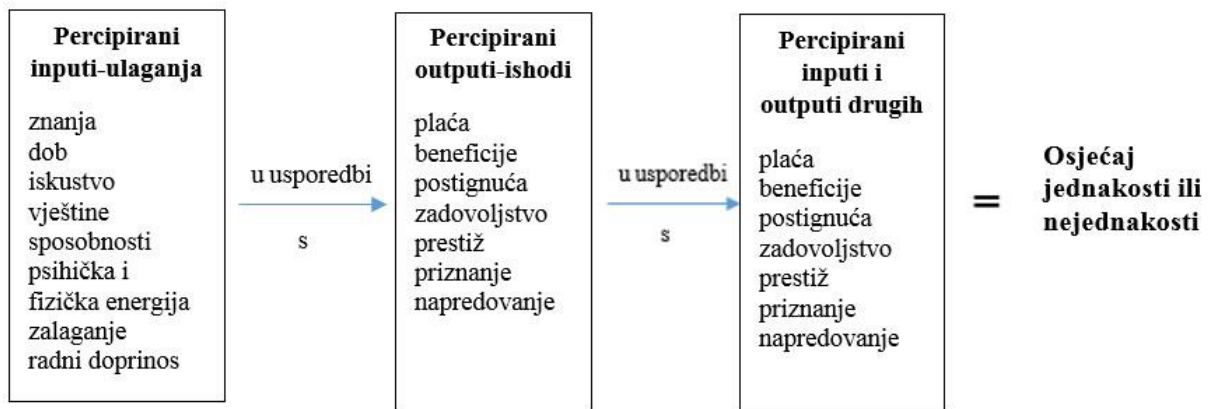 Percipirani
inputi-ulaganja
znanja
dob
iskustvo
vještine
sposobnosti
psihička i
fizička energija
zalaganje
radni doprinos
u usporedbi
s
Percipirani
outputi-ishodi
plaća
beneficije
postignuća
zadovoljstvo
prestiž
priznanje
napredovanje
u usporedbi
s
Percipirani
inputi i
outputi drugih
plaća
beneficije
postignuća
zadovoljstvo
prestiž
priznanje
napredovanje
=
Osjećaj
jednakosti ili
nejednakosti